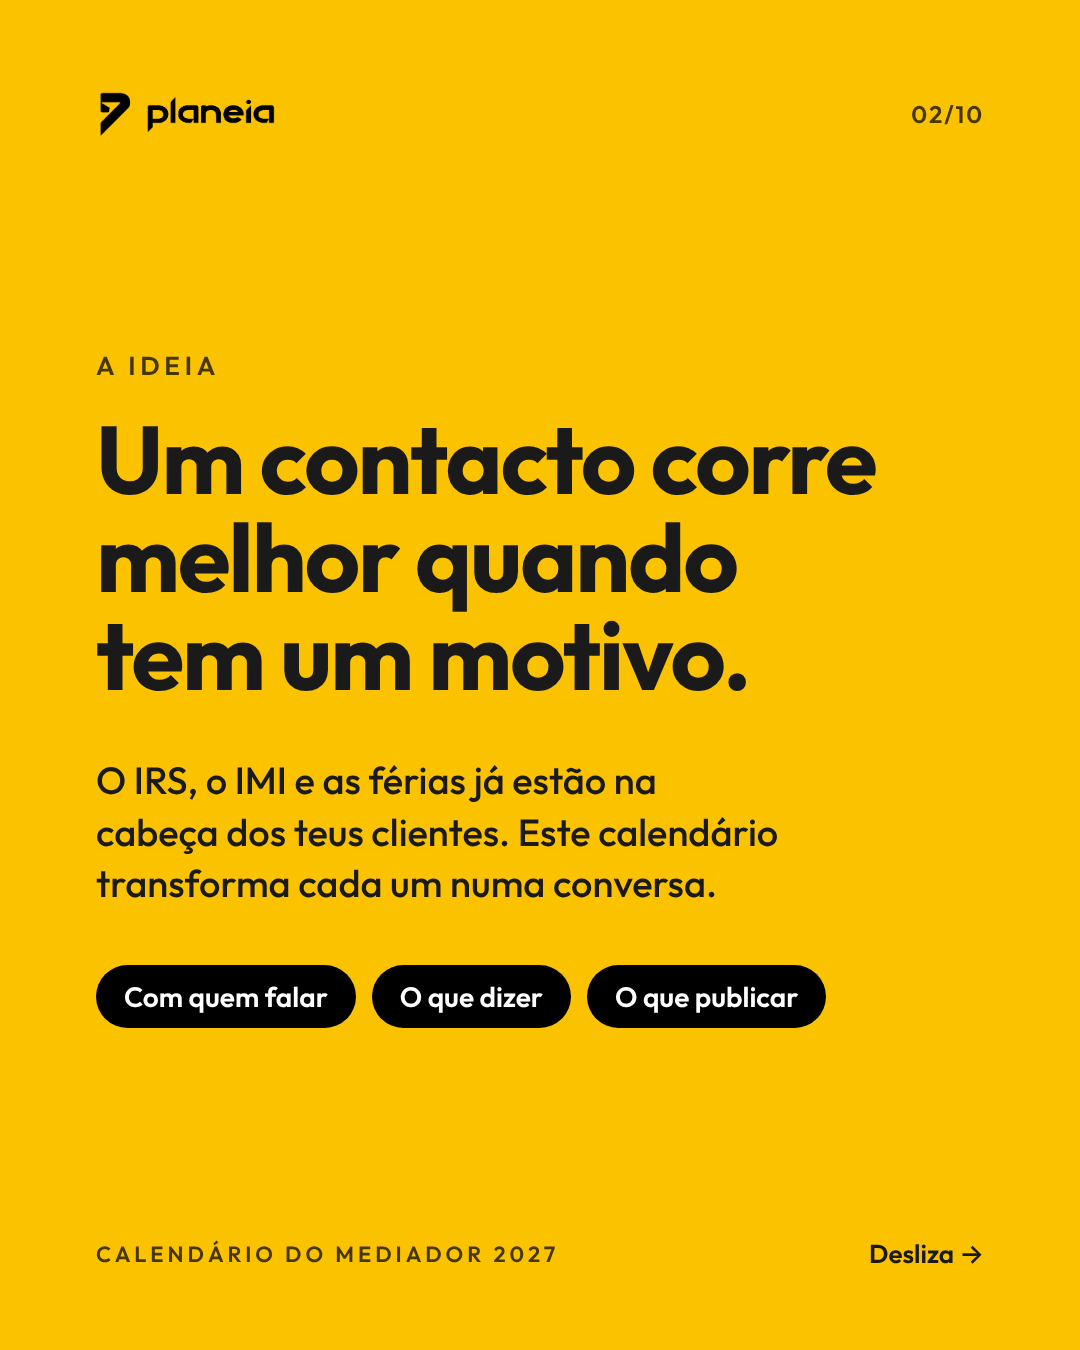 planeia
02/10
A IDEIA
Um contacto corre
melhor quando
tem um motivo.
O IRS, o IMI e as férias já estão na
cabeça dos teus clientes. Este calendário
transforma cada um numa conversa.
Com quem falar
O que dizer
O que publicar
CALENDÁRIO DO MEDIADOR 2027
Desliza →